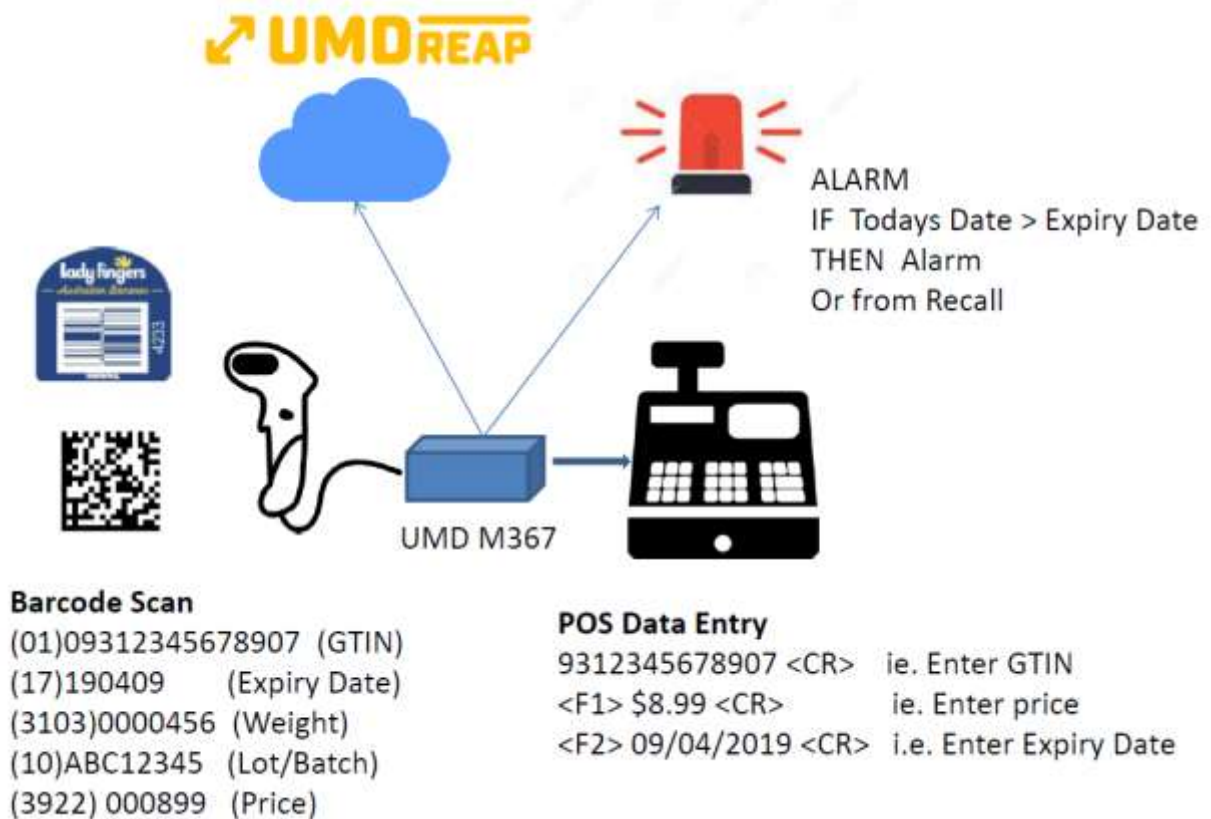 UMDREAP
ALARM
IF Todays Date > Expiry Date
THEN Alarm
Or from Recall
lady fingers
Australian Bananas
4233
UMD M367
Barcode Scan
(01)09312345678907 (GTIN)
(17)190409 (Expiry Date)
(3103)0000456 (Weight)
(10)ABC12345 (Lot/Batch)
(3922) 000899 (Price)
POS Data Entry
9312345678907 <CR> ie. Enter GTIN
<F1> $8.99 <CR> ie. Enter price
<F2> 09/04/2019 <CR> i.e. Enter Expiry Date